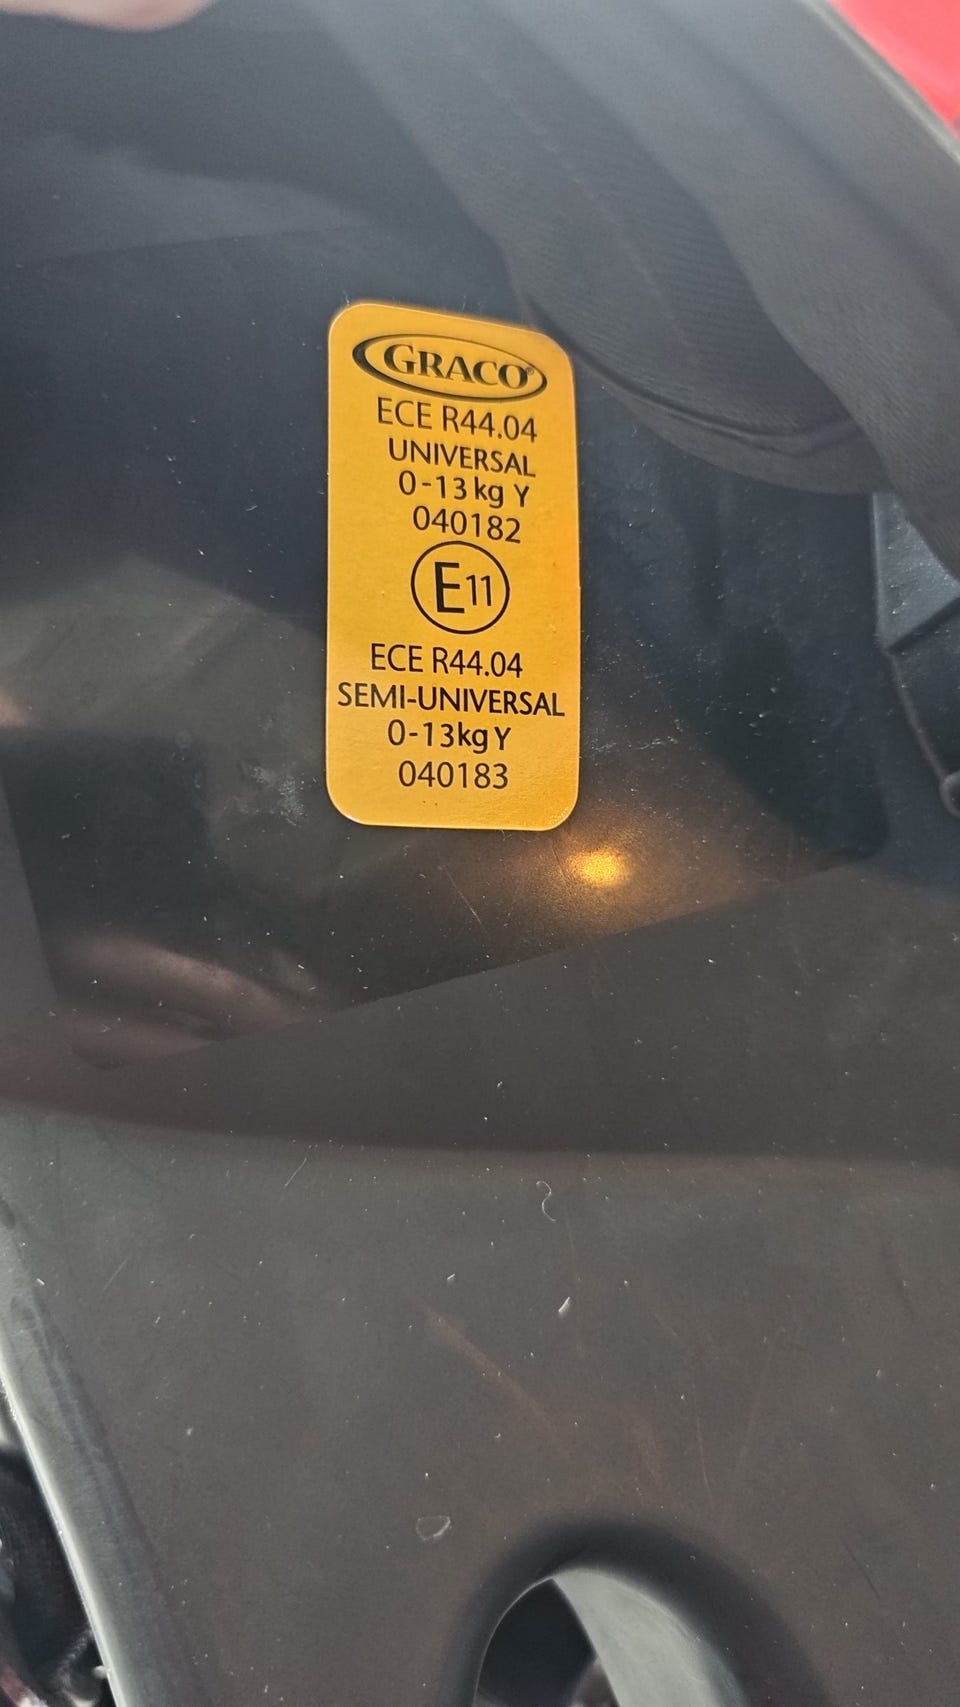 GRACO®
ECE R44.04
UNIVERSAL
0-13 kg Y
040182
E11
ECE R44.04
SEMI-UNIVERSAL
0-13kg Y
040183